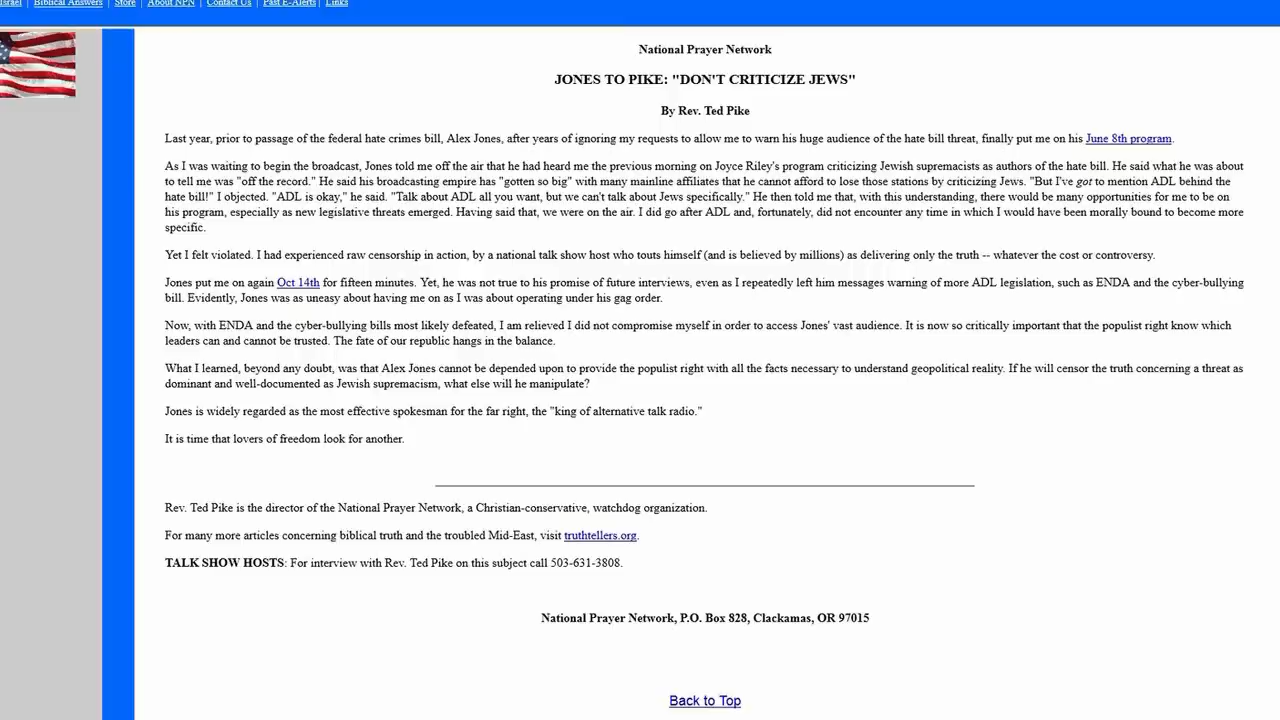 Israel | Biblical Answers | Store | About NPN | Contact Us | Past E-Alerts | Links
National Prayer Network
JONES TO PIKE: "DON'T CRITICIZE JEWS"
By Rev. Ted Pike
Last year, prior to passage of the federal hate crimes bill, Alex Jones, after years of ignoring my requests to allow me to warn his huge audience of the hate bill threat, finally put me on his June 8th program.
As I was waiting to begin the broadcast, Jones told me off the air that he had heard me the previous morning on Joyce Riley's program criticizing Jewish supremacists as authors of the hate bill. He said what he was about
to tell me was "off the record." He said his broadcasting empire has "gotten so big" with many mainline affiliates that he cannot afford to lose those stations by criticizing Jews. "But I've got to mention ADL behind the
hate bill!" I objected. "ADL is okay," he said. "Talk about ADL all you want, but we can't talk about Jews specifically." He then told me that, with this understanding, there would be many opportunities for me to be on
his program, especially as new legislative threats emerged. Having said that, we were on the air. I did go after ADL and, fortunately, did not encounter any time in which I would have been morally bound to become more
specific.
Yet I felt violated. I had experienced raw censorship in action, by a national talk show host who touts himself (and is believed by millions) as delivering only the truth -- whatever the cost or controversy.
Jones put me on again Oct 14th for fifteen minutes. Yet, he was not true to his promise of future interviews, even as I repeatedly left him messages warning of more ADL legislation, such as ENDA and the cyber-bullying
bill. Evidently, Jones was as uneasy about having me on as I was about operating under his gag order.
Now, with ENDA and the cyber-bullying bills most likely defeated, I am relieved I did not compromise myself in order to access Jones' vast audience. It is now so critically important that the populist right know which
leaders can and cannot be trusted. The fate of our republic hangs in the balance.
What I learned, beyond any doubt, was that Alex Jones cannot be depended upon to provide the populist right with all the facts necessary to understand geopolitical reality. If he will censor the truth concerning a threat as
dominant and well-documented as Jewish supremacism, what else will he manipulate?
Jones is widely regarded as the most effective spokesman for the far right, the "king of alternative talk radio."
It is time that lovers of freedom look for another.
Rev. Ted Pike is the director of the National Prayer Network, a Christian-conservative, watchdog organization.
For many more articles concerning biblical truth and the troubled Mid-East, visit truthtellers.org.
TALK SHOW HOSTS: For interview with Rev. Ted Pike on this subject call 503-631-3808.
National Prayer Network, P.O. Box 828, Clackamas, OR 97015
Back to Top